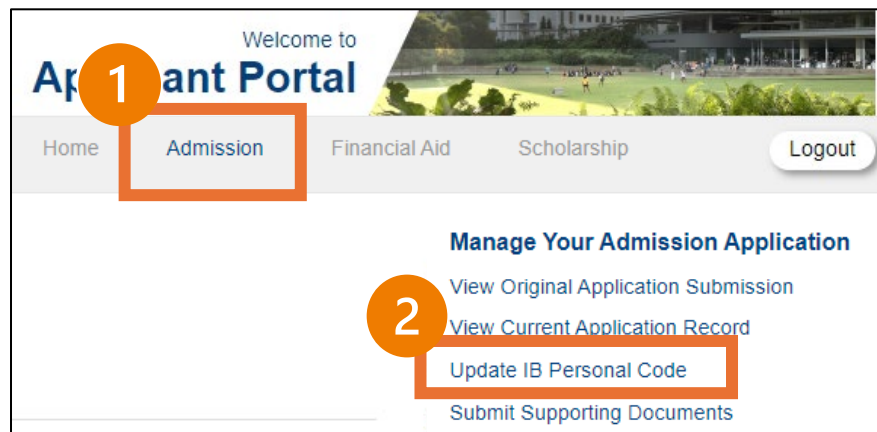 Welcome to
Ap 1 ant Portal
Home Admission Financial Aid Scholarship Logout
Manage Your Admission Application
View Original Application Submission
2 View Current Application Record
Update IB Personal Code
Submit Supporting Documents